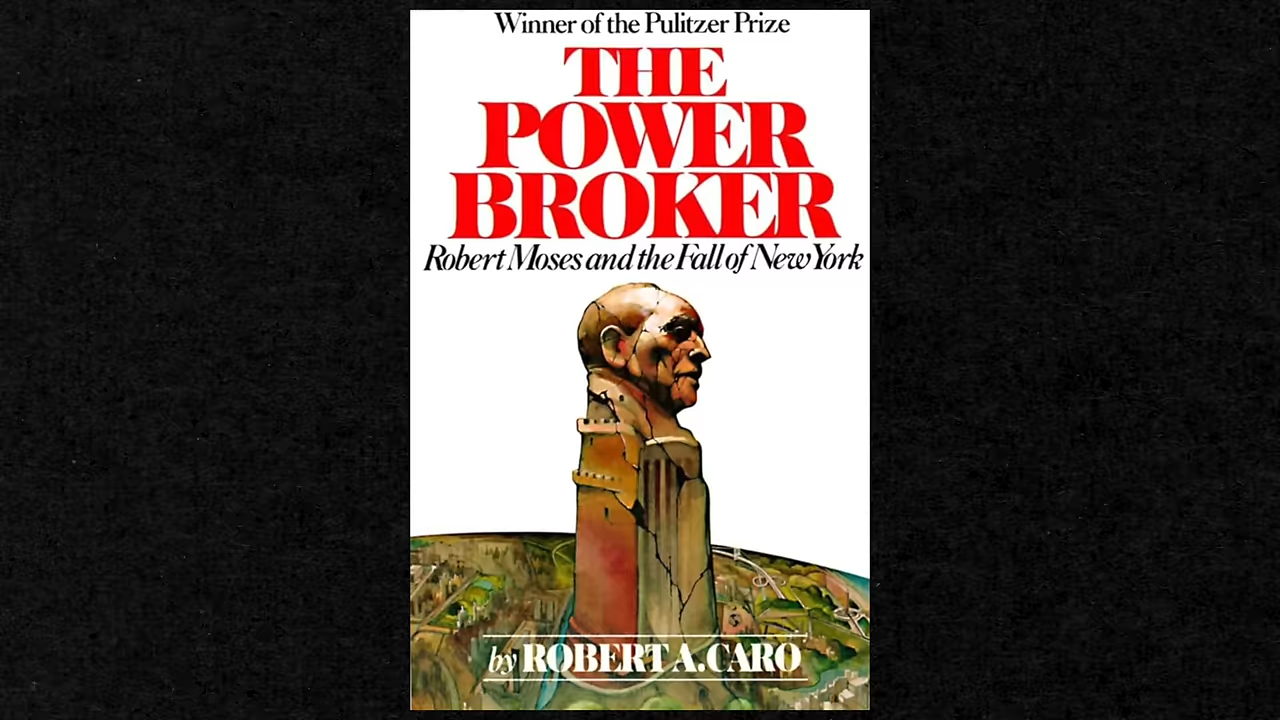 Winner of the Pulitzer Prize
THE
POWER
BROKER
Robert Moses and the Fall of New York
by ROBERT A. CARO